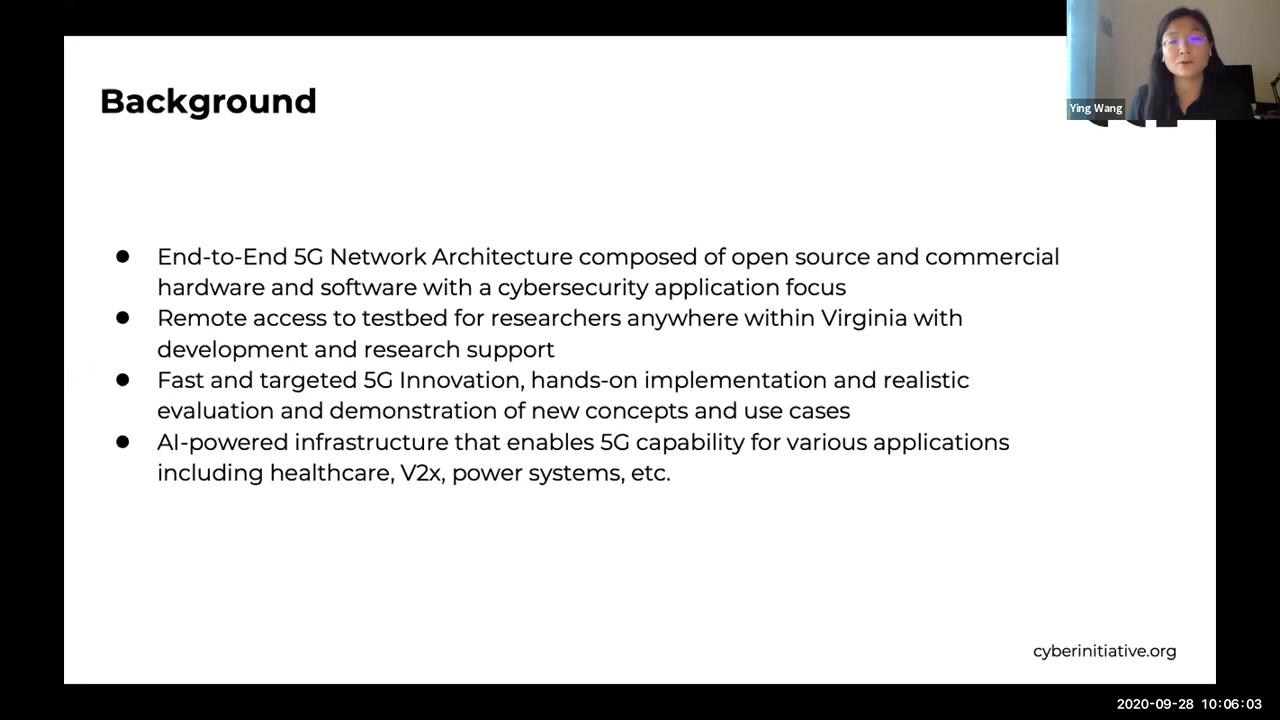 Background
Ying Wang
● End-to-End 5G Network Architecture composed of open source and commercial
hardware and software with a cybersecurity application focus
● Remote access to testbed for researchers anywhere within Virginia with
development and research support
● Fast and targeted 5G Innovation, hands-on implementation and realistic
evaluation and demonstration of new concepts and use cases
● AI-powered infrastructure that enables 5G capability for various applications
including healthcare, V2x, power systems, etc.
cyberinitiative.org
2020-09-28 10:06:03